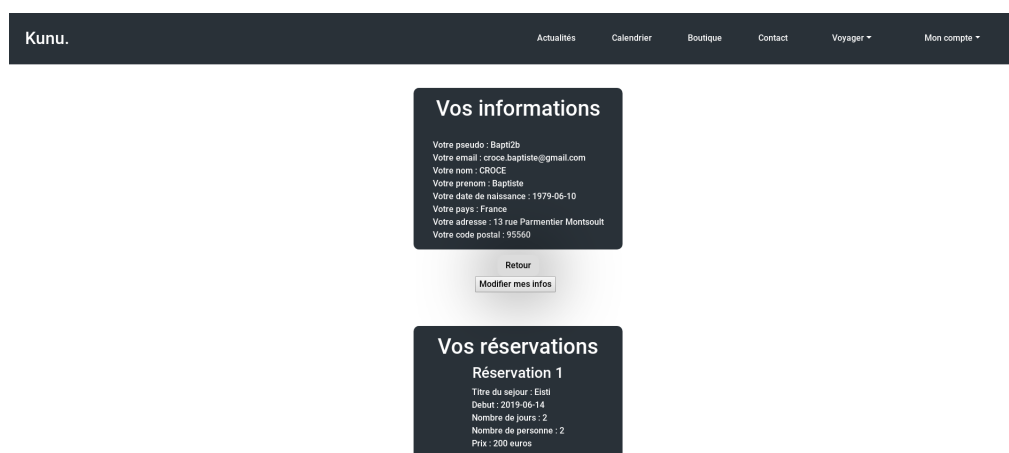 Kunu.
Actualités Calendrier Boutique Contact Voyager Mon compte
Vos informations
Votre pseudo : Bapti2b
Votre email : croce.baptiste@gmail.com
Votre nom : CROCE
Votre prenom : Baptiste
Votre date de naissance : 1979-06-10
Votre pays : France
Votre adresse : 13 rue Parmentier Montsoult
Votre code postal : 95560
Retour
Modifier mes infos
Vos réservations
Réservation 1
Titre du sejour : Eisti
Debut : 2019-06-14
Nombre de jours : 2
Nombre de personne : 2
Prix : 200 euros